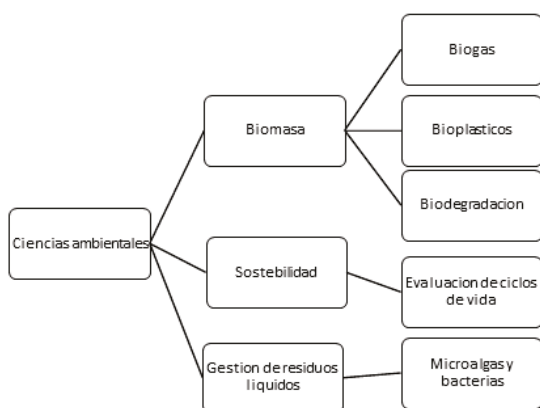 Biogas
Biomasa
Bioplasticos
Biodegradacion
Ciencias ambientales
Sostebilidad
Evaluacion de ciclos
de vida
Gestion de residuos
liquidos
Microalgas y
bacterias